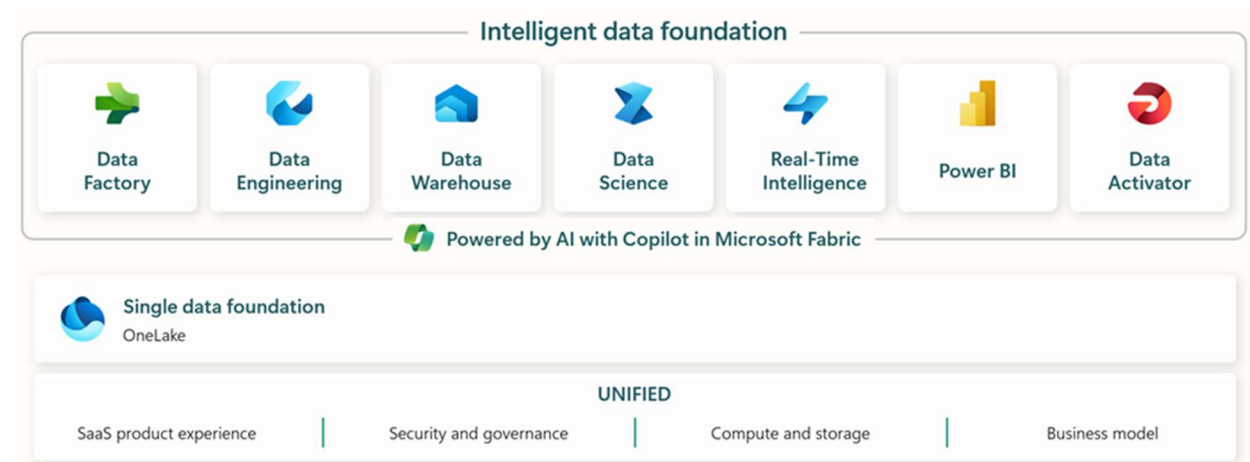 Intelligent data foundation
Data
Factory
Data
Engineering
Data
Warehouse
Data
Science
Real-Time
Intelligence
Power BI
Data
Activator
Powered by AI with Copilot in Microsoft Fabric
Single data foundation
OneLake
UNIFIED
SaaS product experience
Security and governance
Compute and storage
Business model